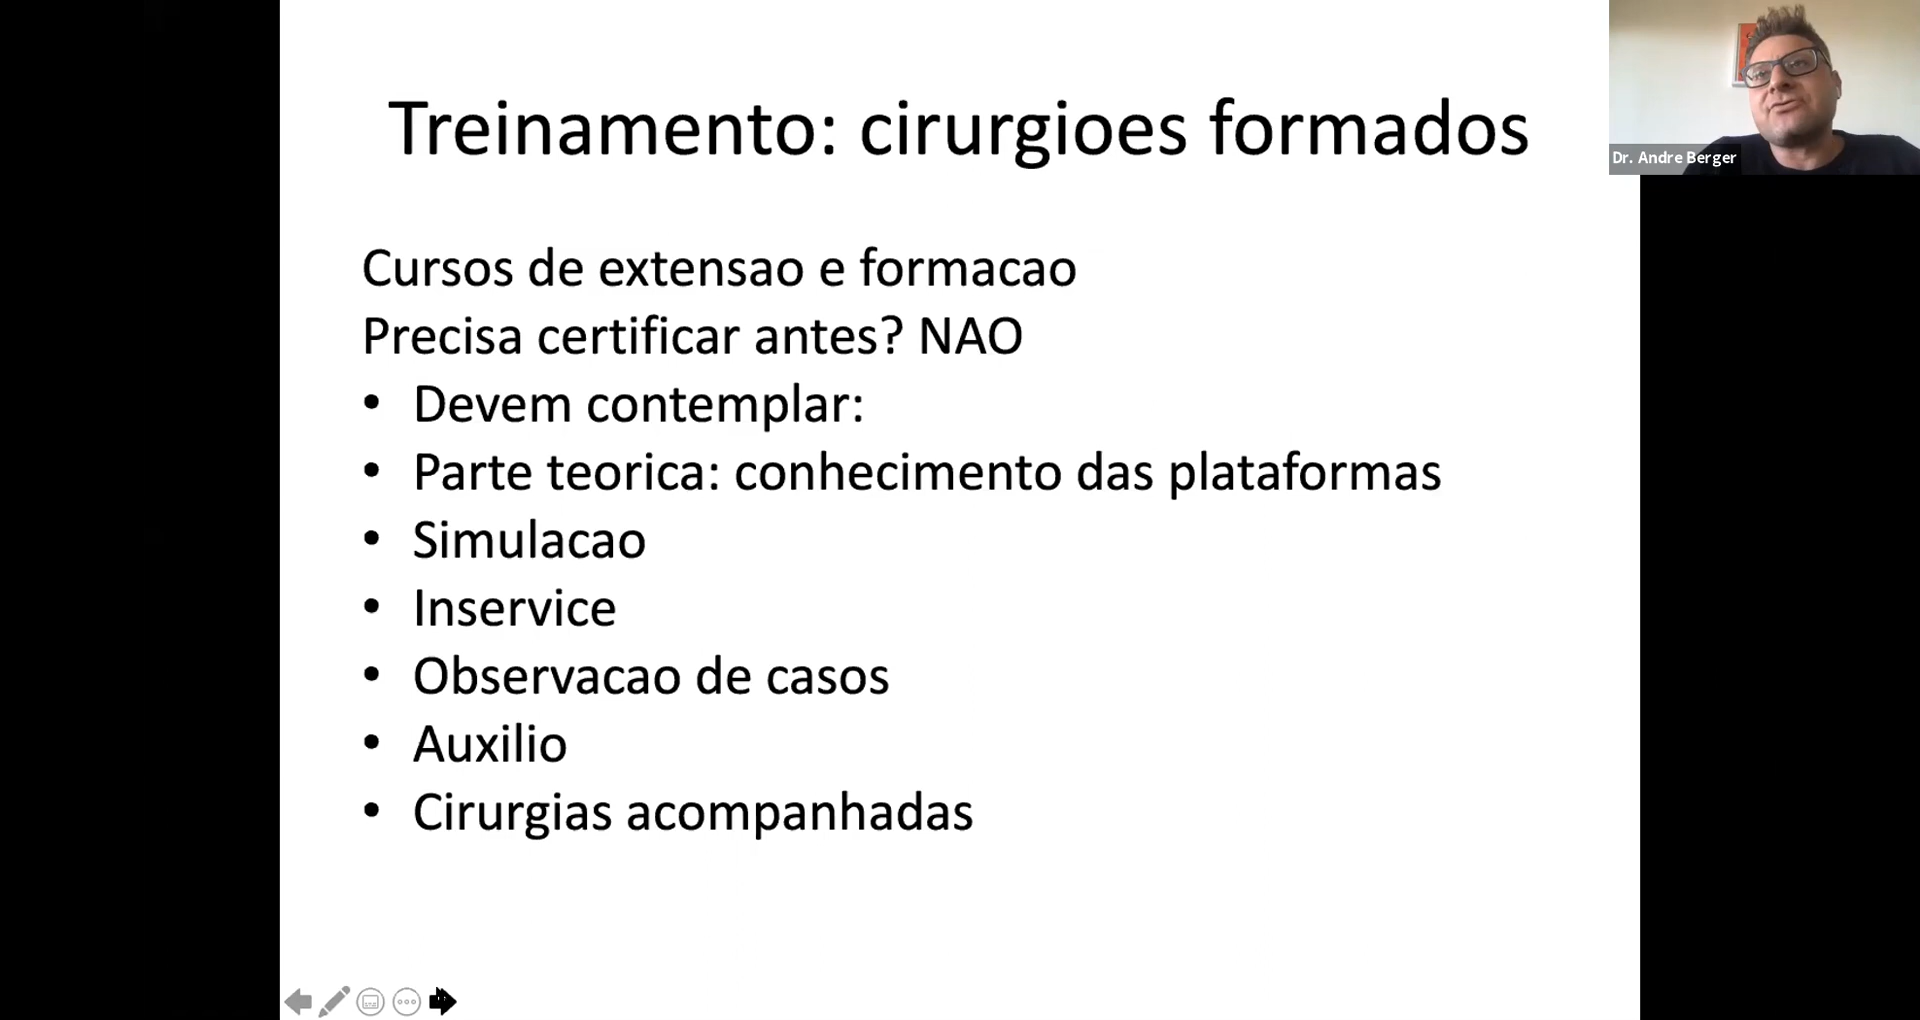 Treinamento: cirurgioes formados
Dr. Andre Berger
Cursos de extensao e formacao
Precisa certificar antes? NAO
• Devem contemplar:
• Parte teorica: conhecimento das plataformas
• Simulacao
• Inservice
• Observacao de casos
• Auxilio
• Cirurgias acompanhadas